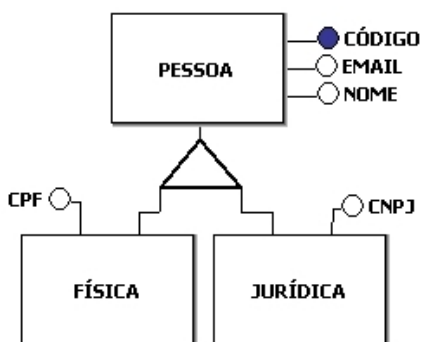 CÓDIGO
PESSOA
EMAIL
NOME
CPF
CNPJ
FÍSICA
JURÍDICA